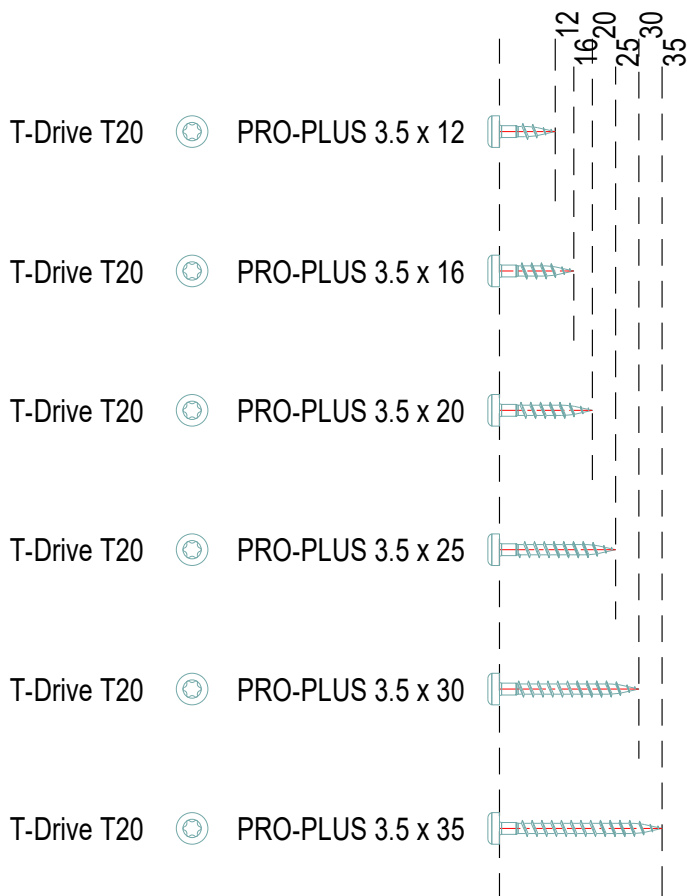 12
16
20
25
30
35
T-Drive T20 PRO-PLUS 3.5 x 12
T-Drive T20 PRO-PLUS 3.5 x 16
T-Drive T20 PRO-PLUS 3.5 x 20
T-Drive T20 PRO-PLUS 3.5 x 25
T-Drive T20 PRO-PLUS 3.5 x 30
T-Drive T20 PRO-PLUS 3.5 x 35